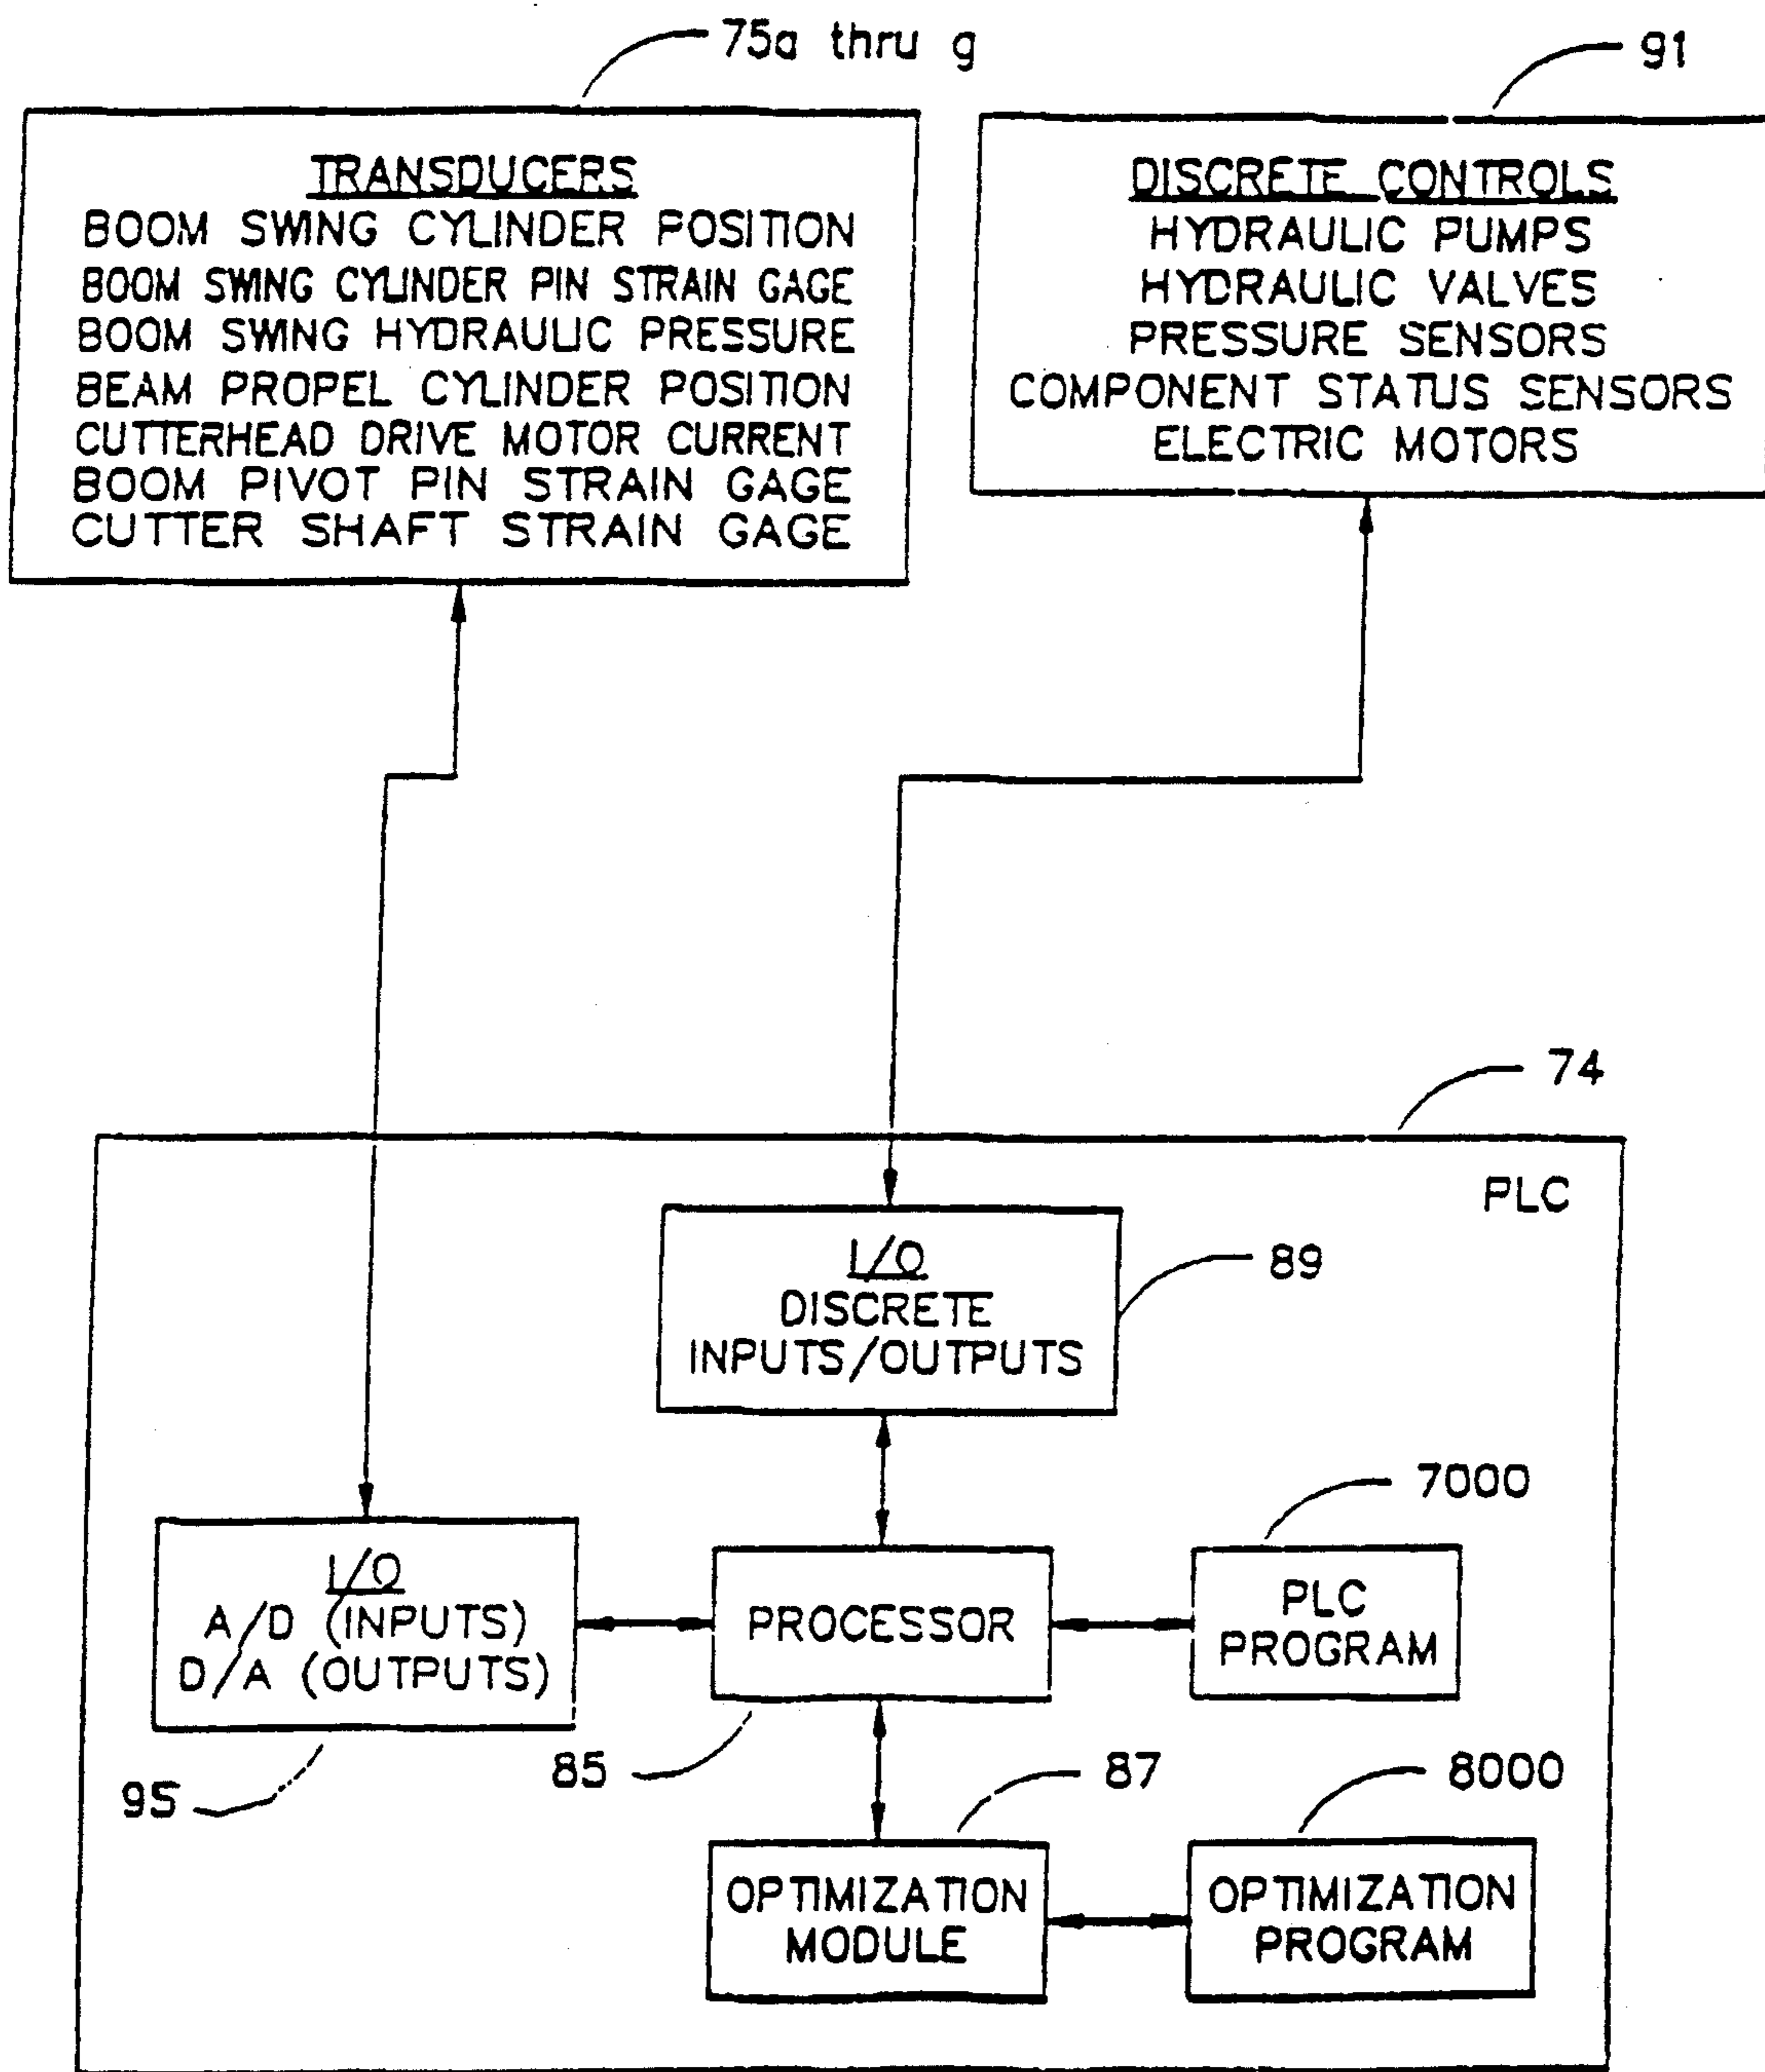 75a thru g
91
TRANSDUCERS
BOOM SWING CYLINDER POSITION
BOOM SWING CYLINDER PIN STRAIN GAGE
BOOM SWING HYDRAULIC PRESSURE
BEAM PROPEL CYLINDER POSITION
CUTTERHEAD DRIVE MOTOR CURRENT
BOOM PIVOT PIN STRAIN GAGE
CUTTER SHAFT STRAIN GAGE
DISCRETE CONTROLS
HYDRAULIC PUMPS
HYDRAULIC VALVES
PRESSURE SENSORS
COMPONENT STATUS SENSORS
ELECTRIC MOTORS
74
PLC
I/O
DISCRETE
INPUTS/OUTPUTS
89
7000
I/O
A/D (INPUTS)
D/A (OUTPUTS)
PROCESSOR
PLC
PROGRAM
95
85
87
8000
OPTIMIZATION
MODULE
OPTIMIZATION
PROGRAM